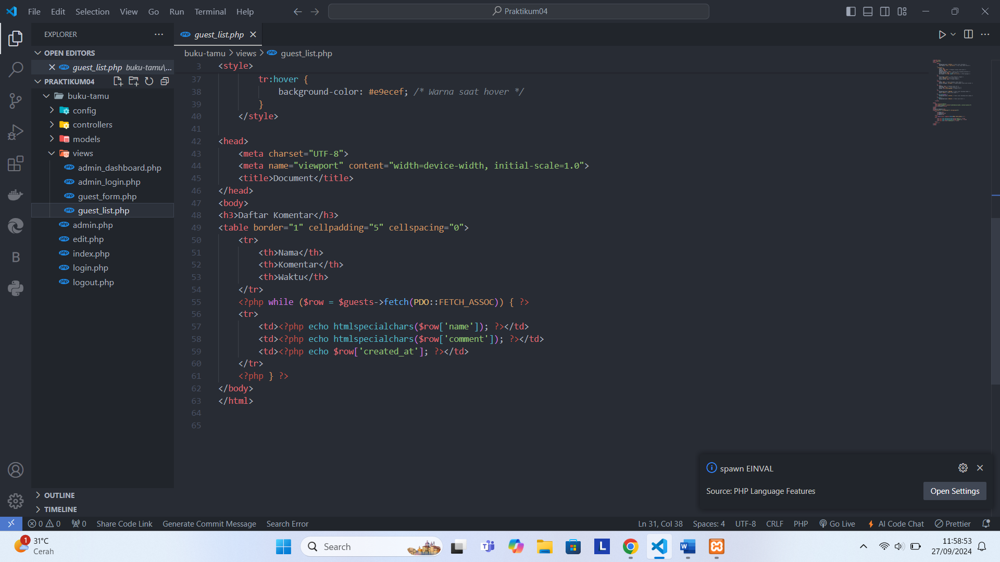 File Edit Selection View Go Run Terminal Help
Praktikum04
EXPLORER
guest_list.php
OPEN EDITORS
guest_list.php buku-tamu\...
PRAKTIKUM04
buku-tamu
config
controllers
models
views
admin_dashboard.php
admin_login.php
guest_form.php
guest_list.php
admin.php
edit.php
index.php
login.php
logout.php
OUTLINE
TIMELINE
buku-tamu > views > guest_list.php
3 <style>
37 tr:hover {
38 background-color: #e9ecef; /* Warna saat hover */
39 }
40 </style>
41
42 <head>
43 <meta charset="UTF-8">
44 <meta name="viewport" content="width=device-width, initial-scale=1.0">
45 <title>Document</title>
46 </head>
47 <body>
48 <h3>Daftar Komentar</h3>
49 <table border="1" cellpadding="5" cellspacing="0">
50 <tr>
51 <th>Nama</th>
52 <th>Komentar</th>
53 <th>Waktu</th>
54 </tr>
55 <?php while ($row = $guests->fetch(PDO::FETCH_ASSOC)) { ?>
56 <tr>
57 <td><?php echo htmlspecialchars($row['name']); ?></td>
58 <td><?php echo htmlspecialchars($row['comment']); ?></td>
59 <td><?php echo $row['created_at']; ?></td>
60 </tr>
61 <?php } ?>
62 </body>
63 </html>
64
65
spawn EINVAL
Source: PHP Language Features
Open Settings
0 0 0 Share Code Link Generate Commit Message Search Error
Ln 31, Col 38 Spaces: 4 UTF-8 CRLF PHP Go Live AI Code Chat Prettier
1
31°C
Cerah
Search
11:58:53
27/09/2024